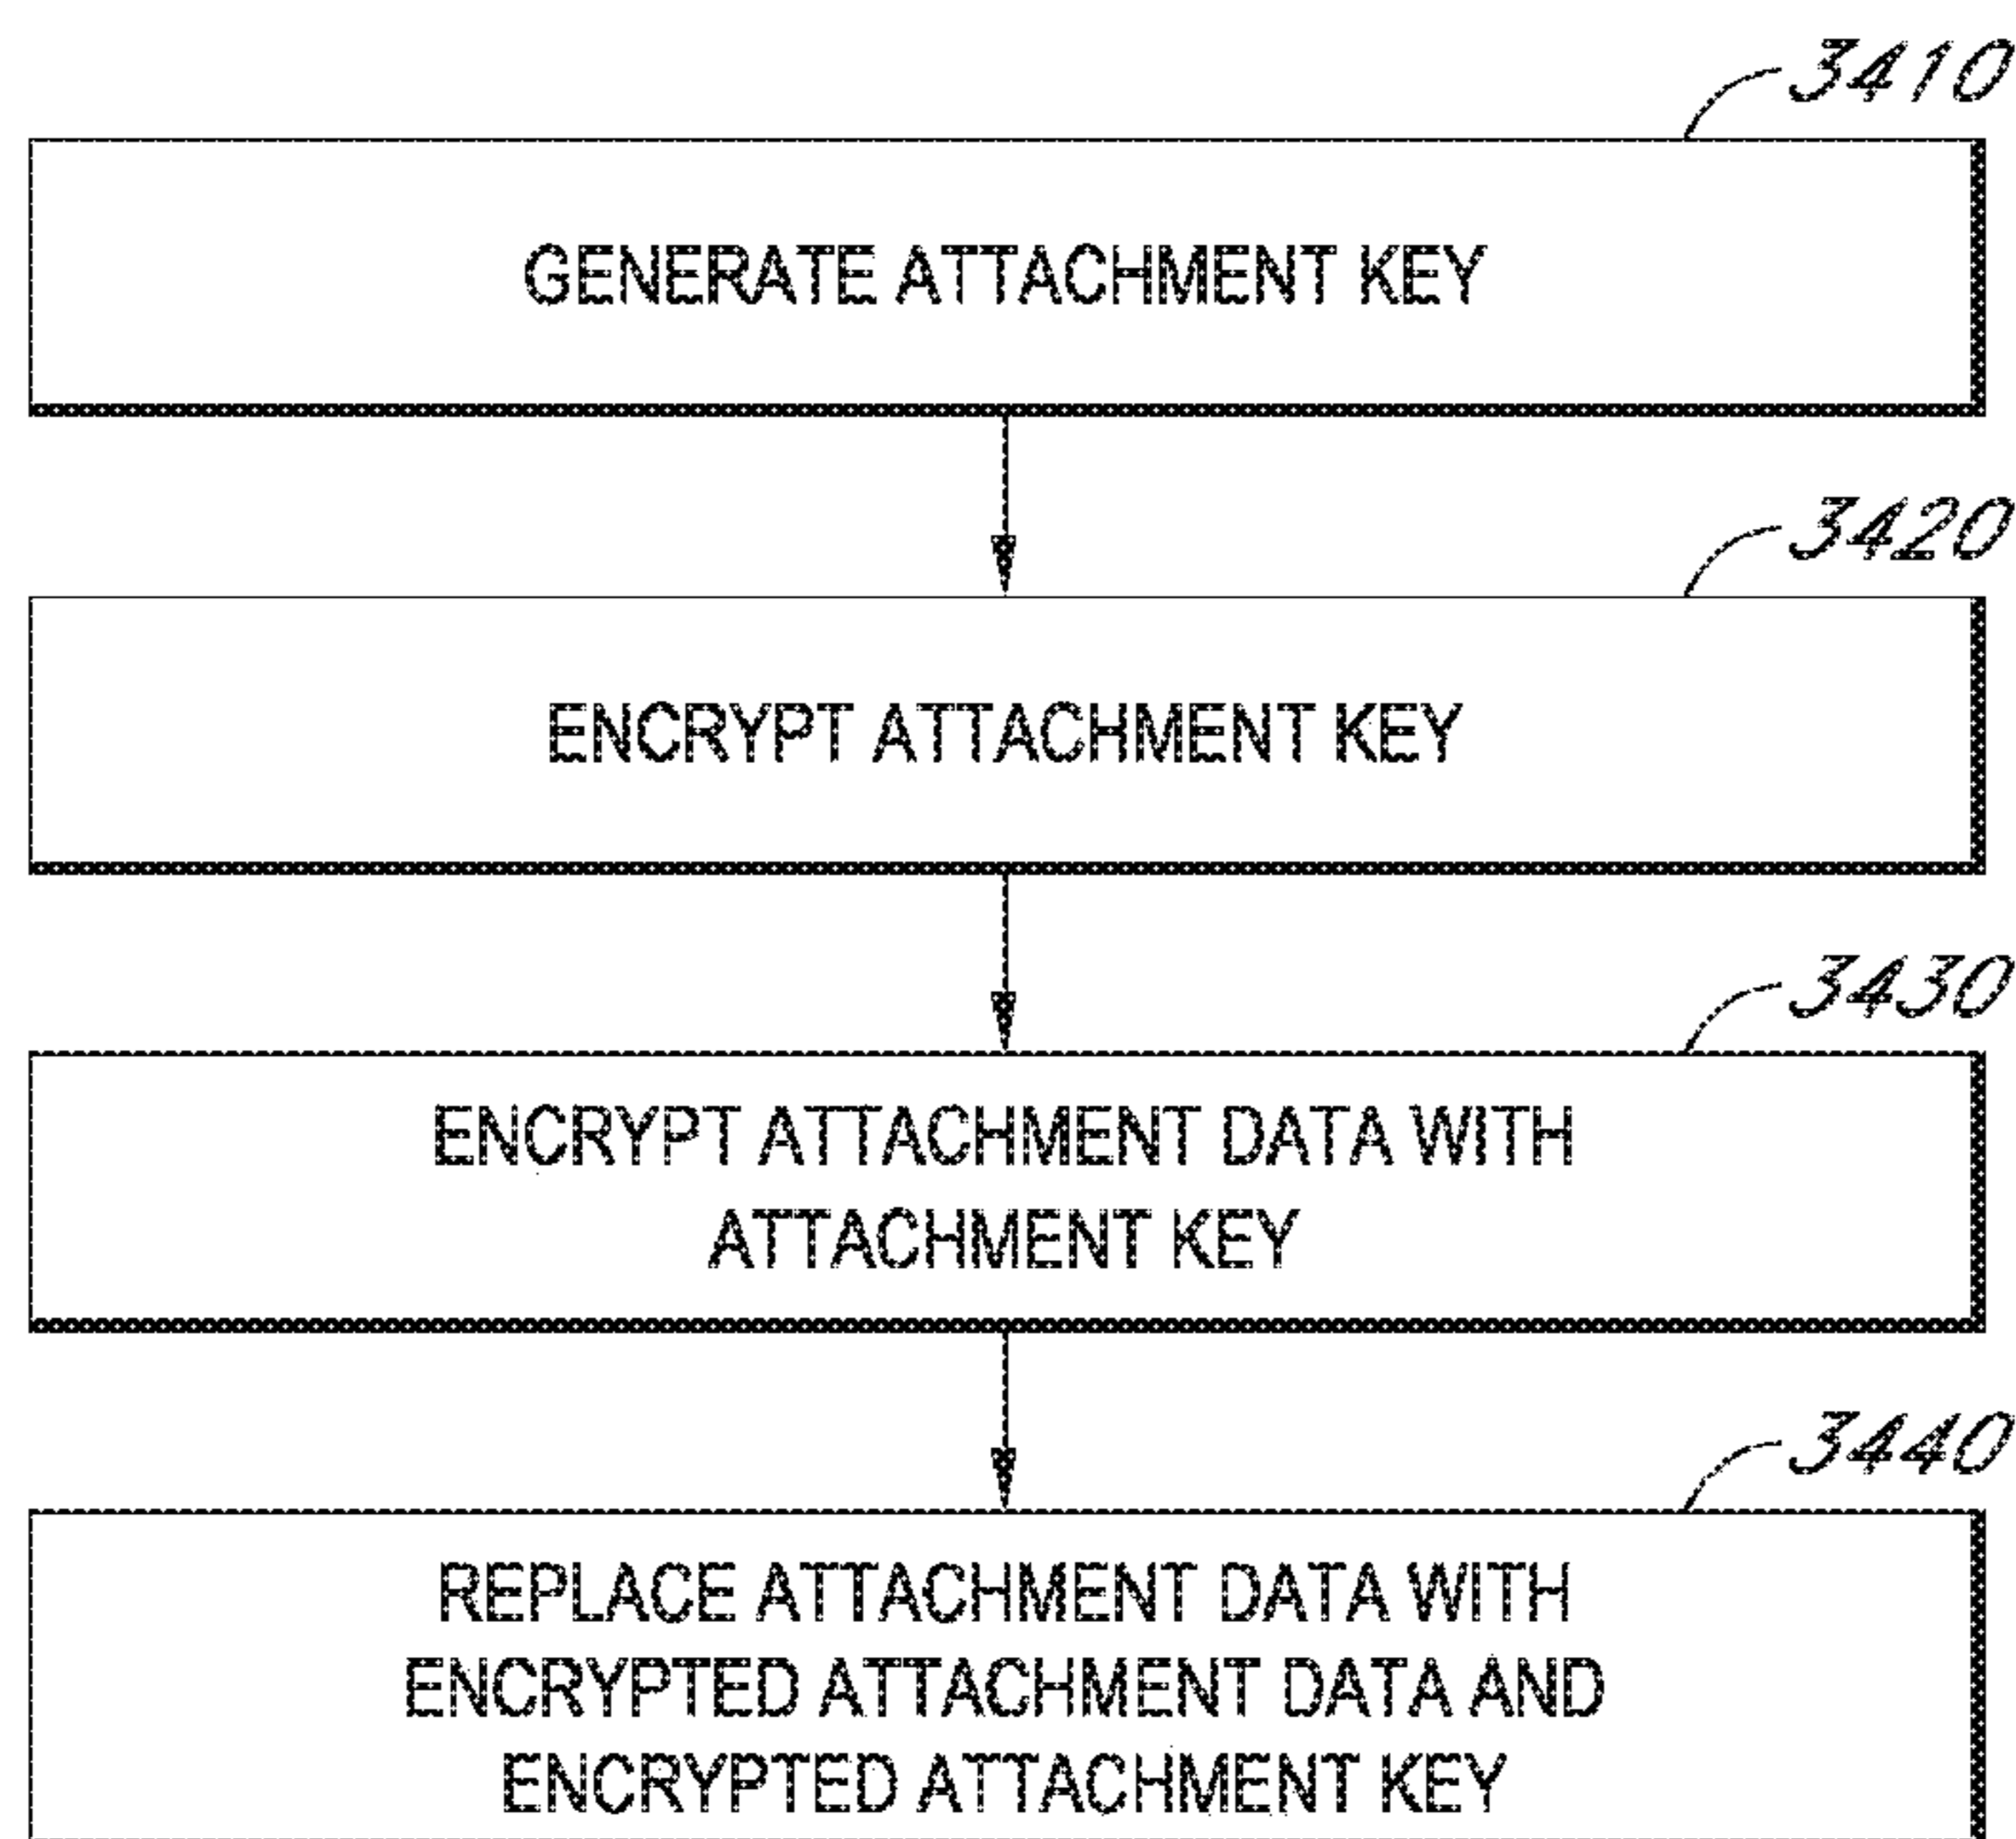 3410
GENERATE ATTACHMENT KEY
3420
ENCRYPT ATTACHMENT KEY
3430
ENCRYPT ATTACHMENT DATA WITH
ATTACHMENT KEY
3440
REPLACE ATTACHMENT DATA WITH
ENCRYPTED ATTACHMENT DATA AND
ENCRYPTED ATTACHMENT KEY